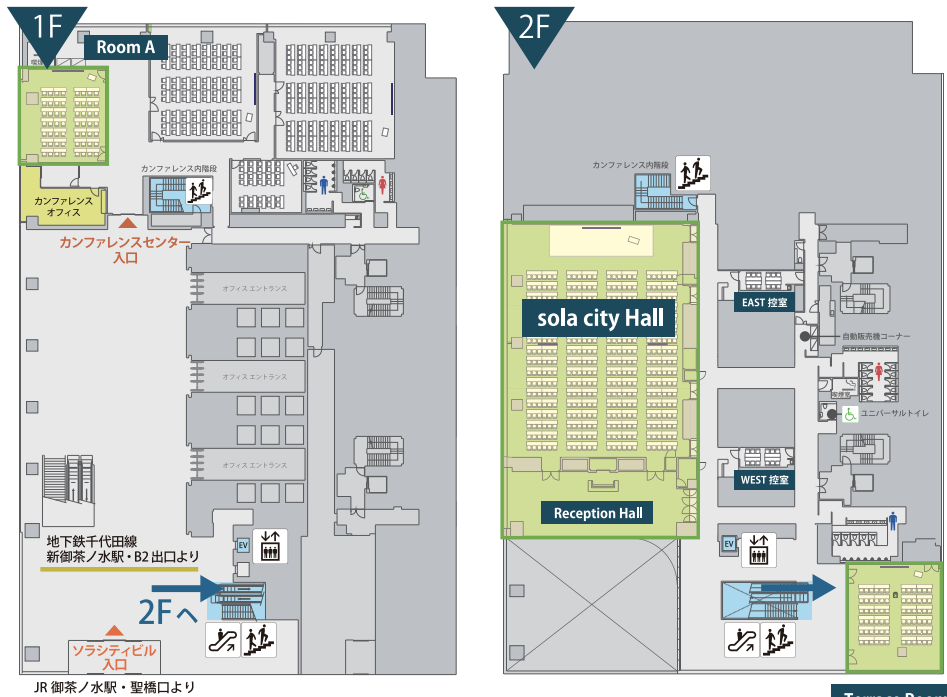 1F
Room A
カンファレンス内階段
カンファレンス
オフィス
カンファレンスセンター
入口
オフィス エントランス
オフィス エントランス
オフィス エントランス
EV
地下鉄千代田線
新御茶ノ水駅・B2 出口より
2Fへ
ソラシティビル
入口
JR 御茶ノ水駅・聖橋口より
2F
カンファレンス内階段
sola city Hall
EAST 控室
自動販売機コーナー
喫煙室
ユニバーサルトイレ
WEST 控室
Reception Hall
EV